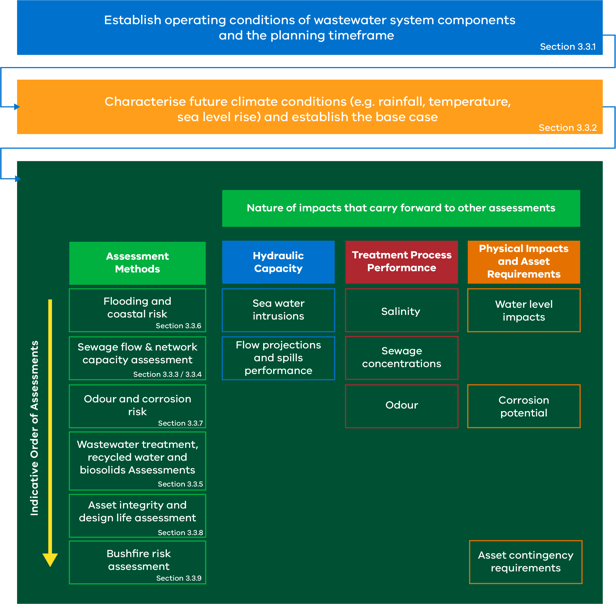 Establish operating conditions of wastewater system components
and the planning timeframe
Section 3.3.1
Characterise future climate conditions (e.g. rainfall, temperature,
sea level rise) and establish the base case
Section 3.3.2
Nature of impacts that carry forward to other assessments
Assessment
Methods
Hydraulic
Capacity
Treatment Process
Performance
Physical Impacts
and Asset
Requirements
Indicative Order of Assessments
Flooding and
coastal risk
Section 3.3.6
Sea water
intrusions
Salinity
Water level
impacts
Sewage flow & network
capacity assessment
Section 3.3.3 / 3.3.4
Flow projections
and spills
performance
Sewage
concentrations
Odour and corrosion
risk
Section 3.3.7
Odour
Corrosion
potential
Wastewater treatment,
recycled water and
biosolids Assessments
Section 3.3.5
Asset integrity and
design life assessment
Section 3.3.8
Bushfire risk
assessment
Section 3.3.9
Asset contingency
requirements